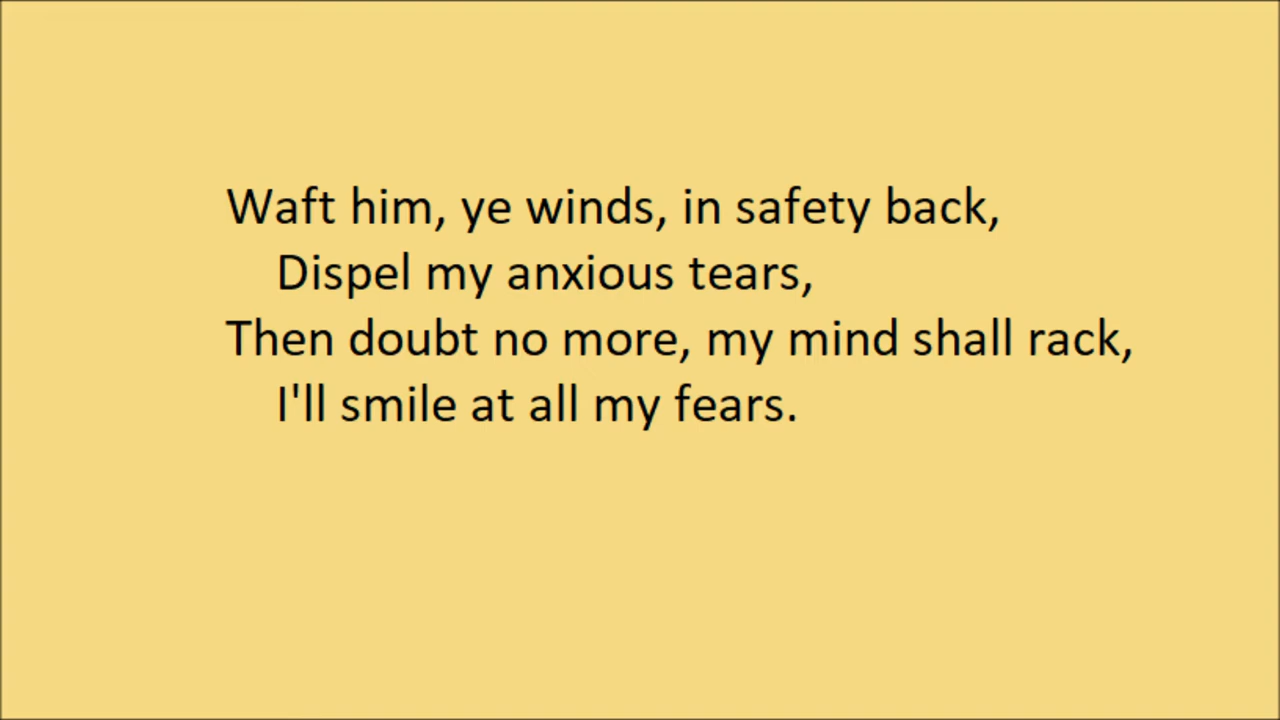 Waft him, ye winds, in safety back,
Dispel my anxious tears,
Then doubt no more, my mind shall rack,
I'll smile at all my fears.